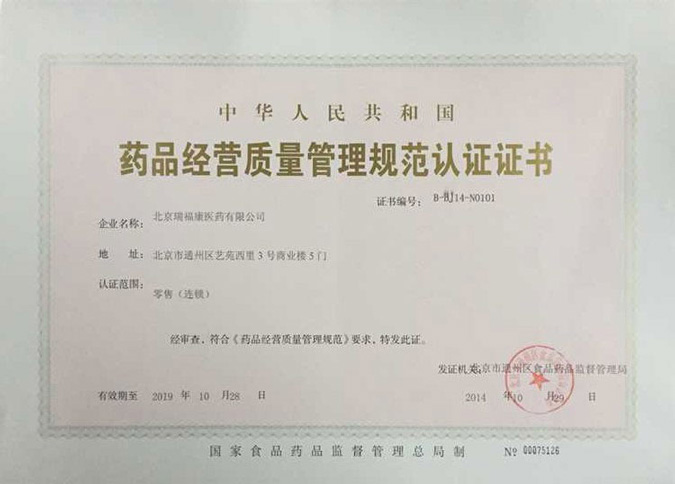 中华人民共和国
药品经营质量管理规范认证证书
证书编号： B-BJ14-N0101
企业名称： 北京瑞福康医药有限公司
地 址： 北京市通州区艺苑西里3号商业楼5门
认证范围： 零售（连锁）
经审查，符合《药品经营质量管理规范》要求，特发此证。
发证机关：北京市通州区食品药品监督管理局
有效期至 2019 年 10 月28 日 2014 年10 月29 日
国家食品药品监督管理总局制 № 00075126